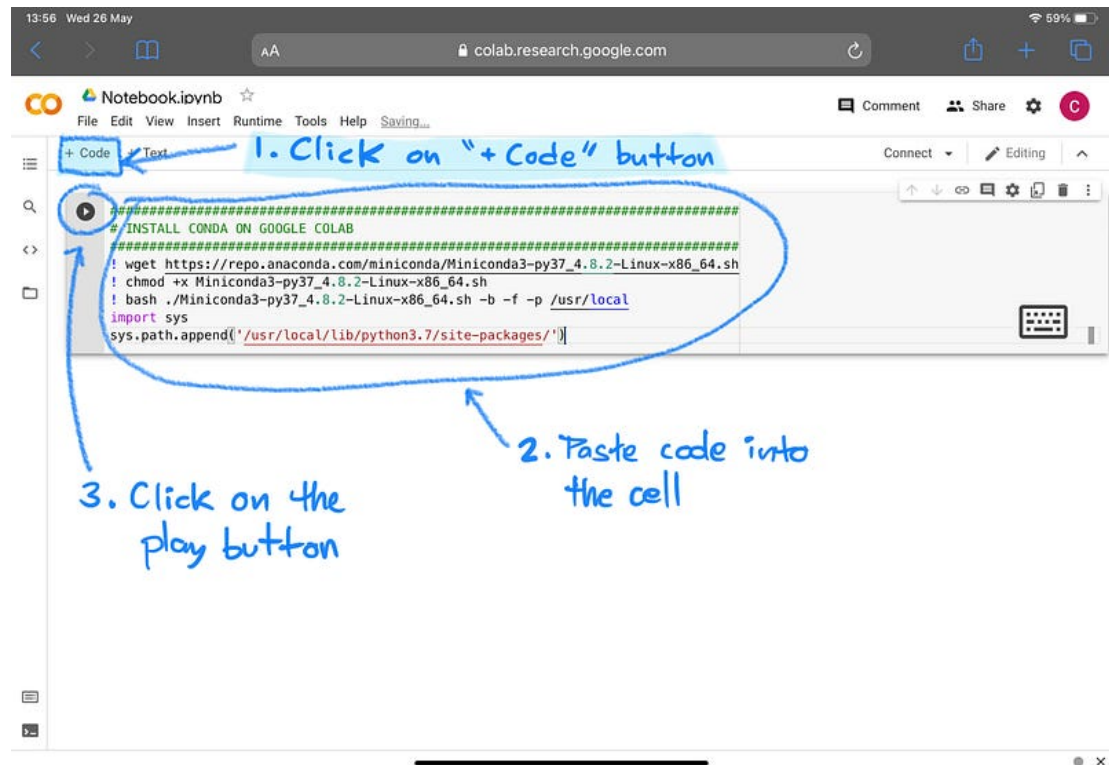 13:56 Wed 26 May 59%
AA colab.research.google.com
CO Notebook.ipynb Comment Share C
File Edit View Insert Runtime Tools Help Saving...
+ Code + Text 1. Click on "+ Code" button Connect Editing
###############################################################################
# INSTALL CONDA ON GOOGLE COLAB
###############################################################################
! wget https://repo.anaconda.com/miniconda/Miniconda3-py37_4.8.2-Linux-x86_64.sh
! chmod +x Miniconda3-py37_4.8.2-Linux-x86_64.sh
! bash ./Miniconda3-py37_4.8.2-Linux-x86_64.sh -b -f -p /usr/local
import sys
sys.path.append('/usr/local/lib/python3.7/site-packages/')
2. Paste code into
the cell
3. Click on the
play button